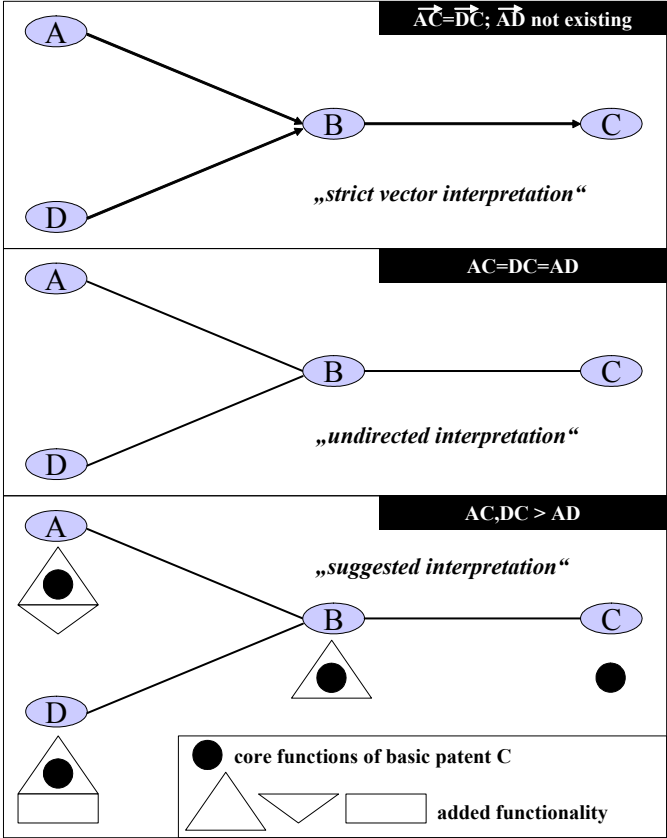 AC=DC; AD not existing
A
B
C
D
„strict vector interpretation“
AC=DC=AD
A
B
C
D
„undirected interpretation“
AC,DC > AD
A
„suggested interpretation“
B
C
D
core functions of basic patent C
added functionality